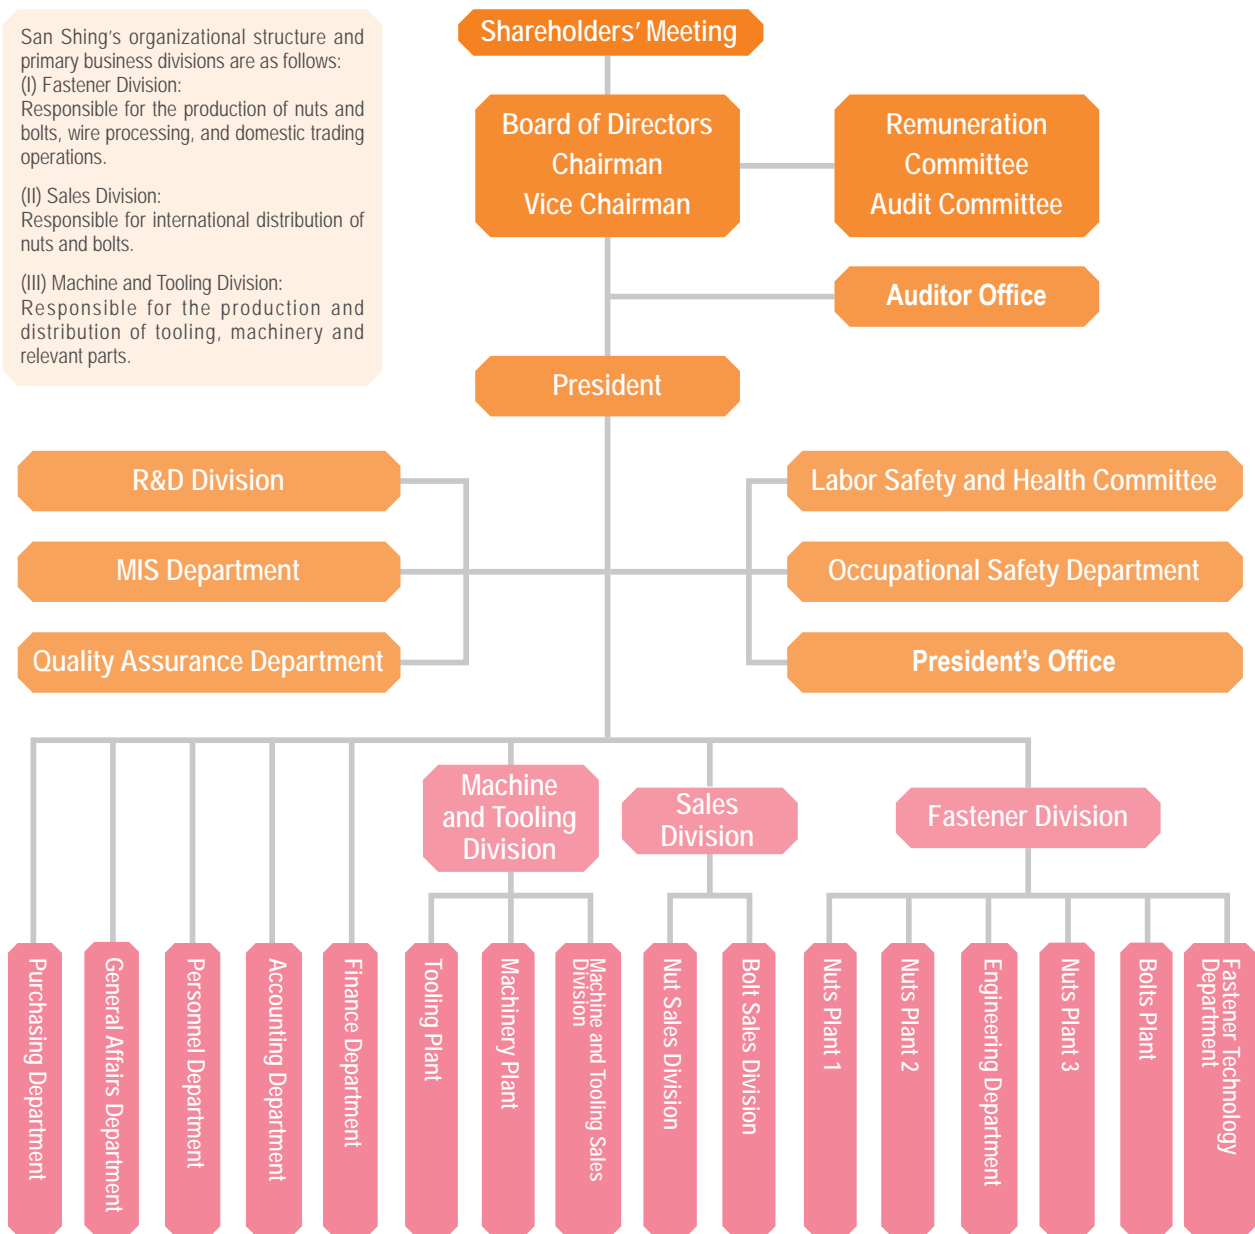 San Shing's organizational structure and
primary business divisions are as follows:
(I) Fastener Division:
Responsible for the production of nuts and
bolts, wire processing, and domestic trading
operations.
(II) Sales Division:
Responsible for international distribution of
nuts and bolts.
(III) Machine and Tooling Division:
Responsible for the production and
distribution of tooling, machinery and
relevant parts.
Shareholders' Meeting
Board of Directors
Chairman
Vice Chairman
Remuneration
Committee
Audit Committee
Auditor Office
President
R&D Division
MIS Department
Quality Assurance Department
Labor Safety and Health Committee
Occupational Safety Department
President's Office
Machine
and Tooling
Division
Sales
Division
Fastener Division
Purchasing Department
General Affairs Department
Personnel Department
Accounting Department
Finance Department
Tooling Plant
Machinery Plant
Machine and Tooling Sales
Division
Nut Sales Division
Bolt Sales Division
Nuts Plant 1
Nuts Plant 2
Engineering Department
Nuts Plant 3
Bolts Plant
Fastener Technology
Department